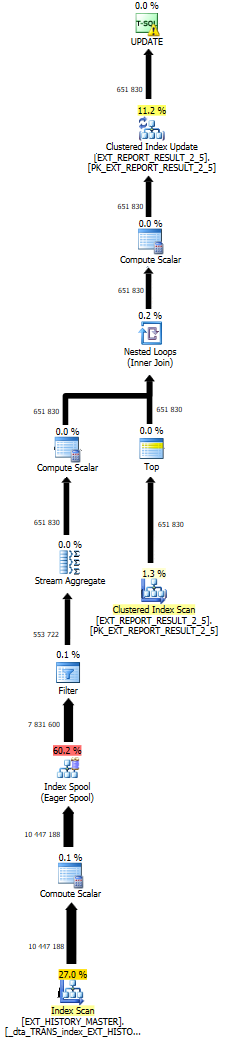 0.0 %
T-SQL
UPDATE
651 830
11.2 %
Clustered Index Update
[EXT_REPORT_RESULT_2_5].
[PK_EXT_REPORT_RESULT_2_5]
651 830
0.0 %
Compute Scalar
651 830
0.2 %
Nested Loops
(Inner Join)
651 830
651 830
0.0 %
Compute Scalar
0.0 %
Top
651 830
651 830
0.0 %
Stream Aggregate
1.3 %
Clustered Index Scan
[EXT_REPORT_RESULT_2_5].
[PK_EXT_REPORT_RESULT_2_5]
553 722
0.1 %
Filter
7 831 600
60.2 %
Index Spool
(Eager Spool)
10 447 188
0.1 %
Compute Scalar
10 447 188
27.0 %
Index Scan
[EXT_HISTORY_MASTER].
[_dta_TRANS_index_EXT_HISTO...